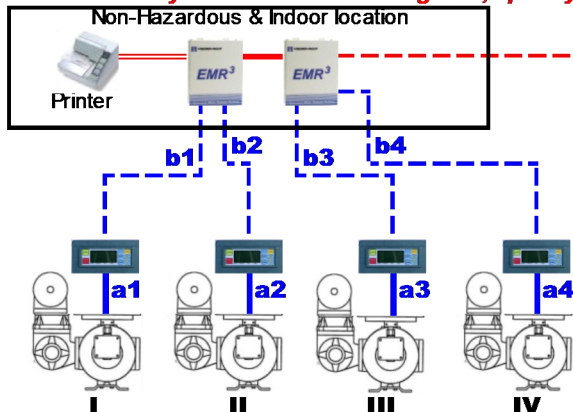 Non-Hazardous & Indoor location
EMR³
EMR³
Printer
b1
b2
b3
b4
a1
a2
a3
a4
I
II
III
IV